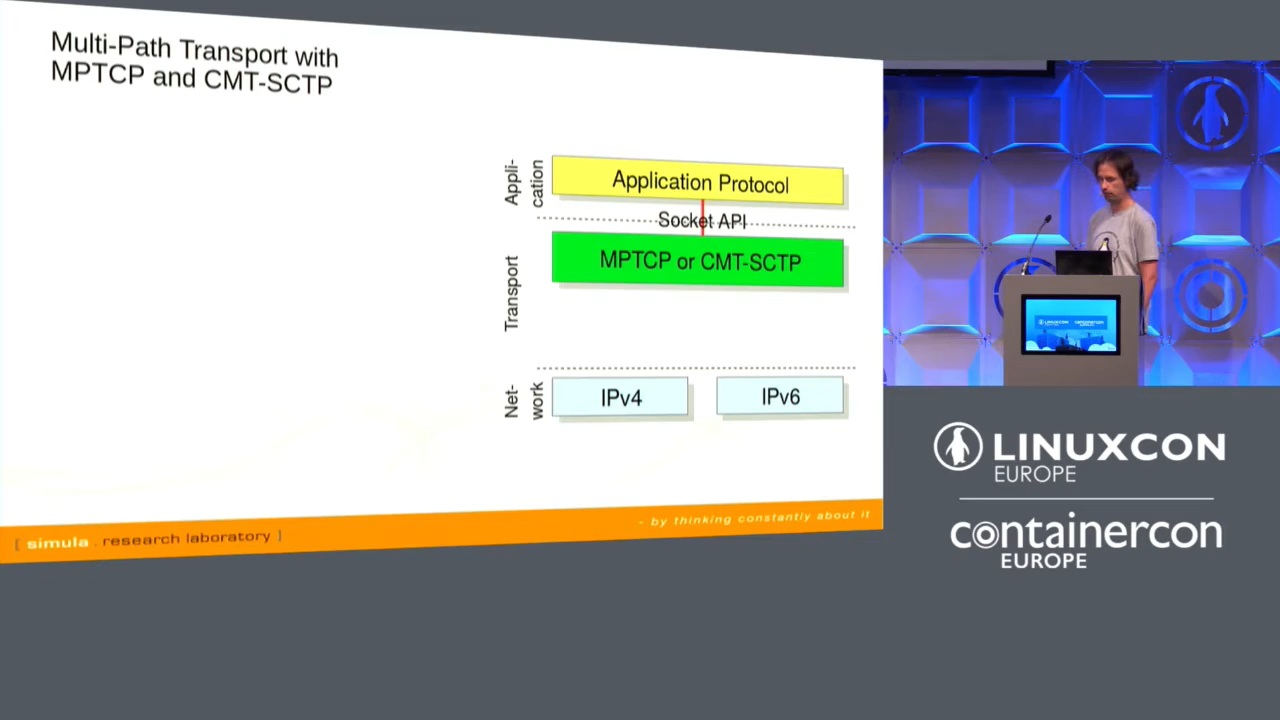 Multi-Path Transport with
MPTCP and CMT-SCTP
Appli-
cation
Application Protocol
Socket API
Transport
MPTCP or CMT-SCTP
Net-
work
IPv4
IPv6
[ simula . research laboratory ]
- by thinking constantly about it
LINUXCON
EUROPE
containercon
EUROPE